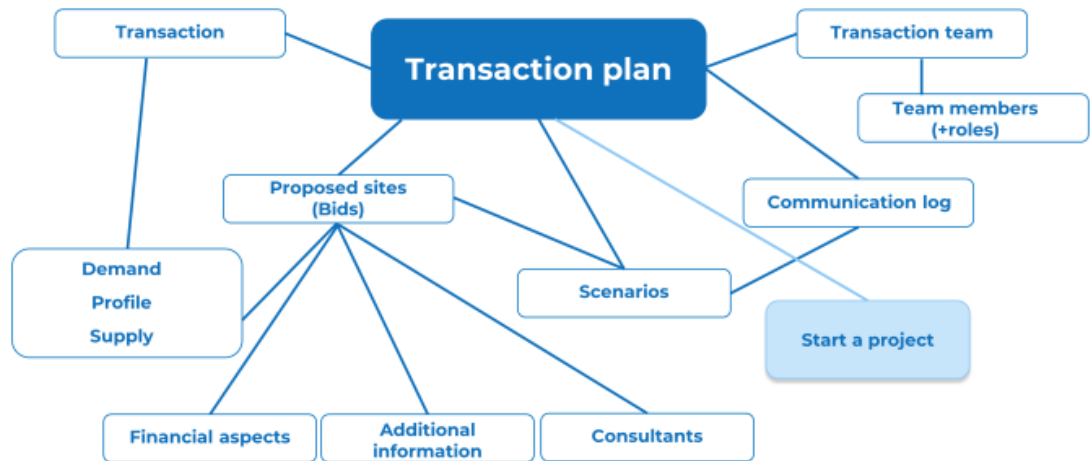 Transaction
Transaction plan
Transaction team
Team members
(+roles)
Proposed sites
(Bids)
Communication log
Demand
Profile
Supply
Scenarios
Start a project
Financial aspects
Additional
information
Consultants